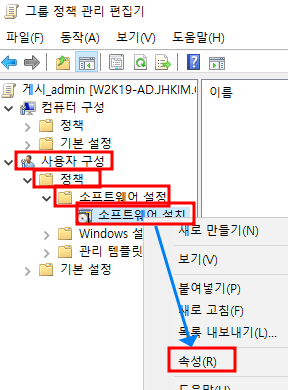 그룹 정책 관리 편집기
파일(F) 동작(A) 보기(V) 도움말(H)
게시_admin [W2K19-AD.JHKIM.
이름
컴퓨터 구성
정책
기본 설정
사용자 구성
정책
소프트웨어 설정
소프트웨어 설치
새로 만들기(N)
Windows 설
관리 템플릿
보기(V)
기본 설정
붙여넣기(P)
새로 고침(F)
목록 내보내기(L)...
속성(R)
도움말(H)